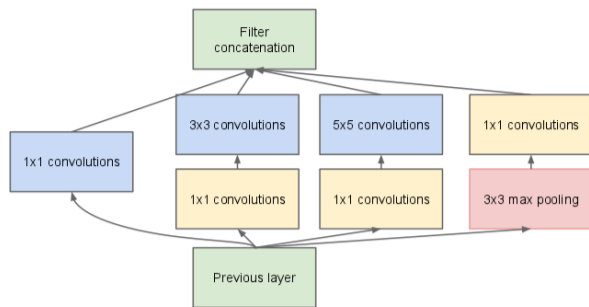 Filter
concatenation
3x3 convolutions
5x5 convolutions
1x1 convolutions
1x1 convolutions
1x1 convolutions
1x1 convolutions
3x3 max pooling
Previous layer